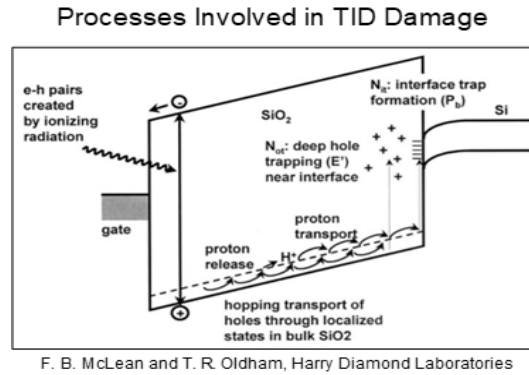 Processes Involved in TID Damage
e-h pairs
created
by ionizing
radiation
-
SiO₂
Nit: interface trap
formation (Pb)
Si
Not: deep hole
trapping (E')
near interface
+ + + + + + +
gate
proton
release
H⁺
proton
transport
+
hopping transport of
holes through localized
states in bulk SiO2
F. B. McLean and T. R. Oldham, Harry Diamond Laboratories